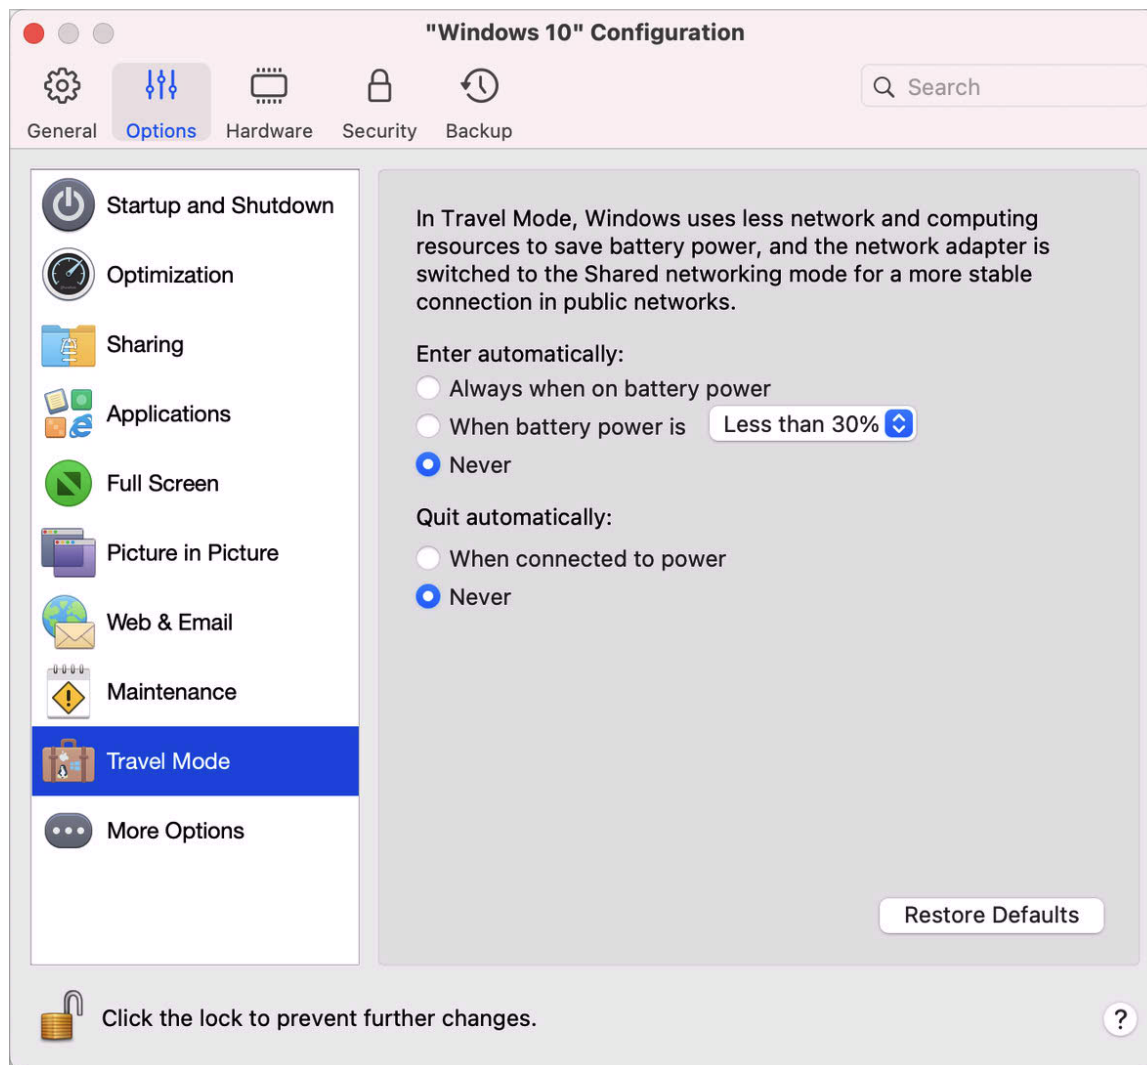 "Windows 10" Configuration
General
Options
Hardware
Security
Backup
Search
Startup and Shutdown
Optimization
Sharing
Applications
Full Screen
Picture in Picture
Web & Email
Maintenance
Travel Mode
More Options
In Travel Mode, Windows uses less network and computing
resources to save battery power, and the network adapter is
switched to the Shared networking mode for a more stable
connection in public networks.
Enter automatically:
Always when on battery power
When battery power is Less than 30%
Never
Quit automatically:
When connected to power
Never
Restore Defaults
Click the lock to prevent further changes.
?